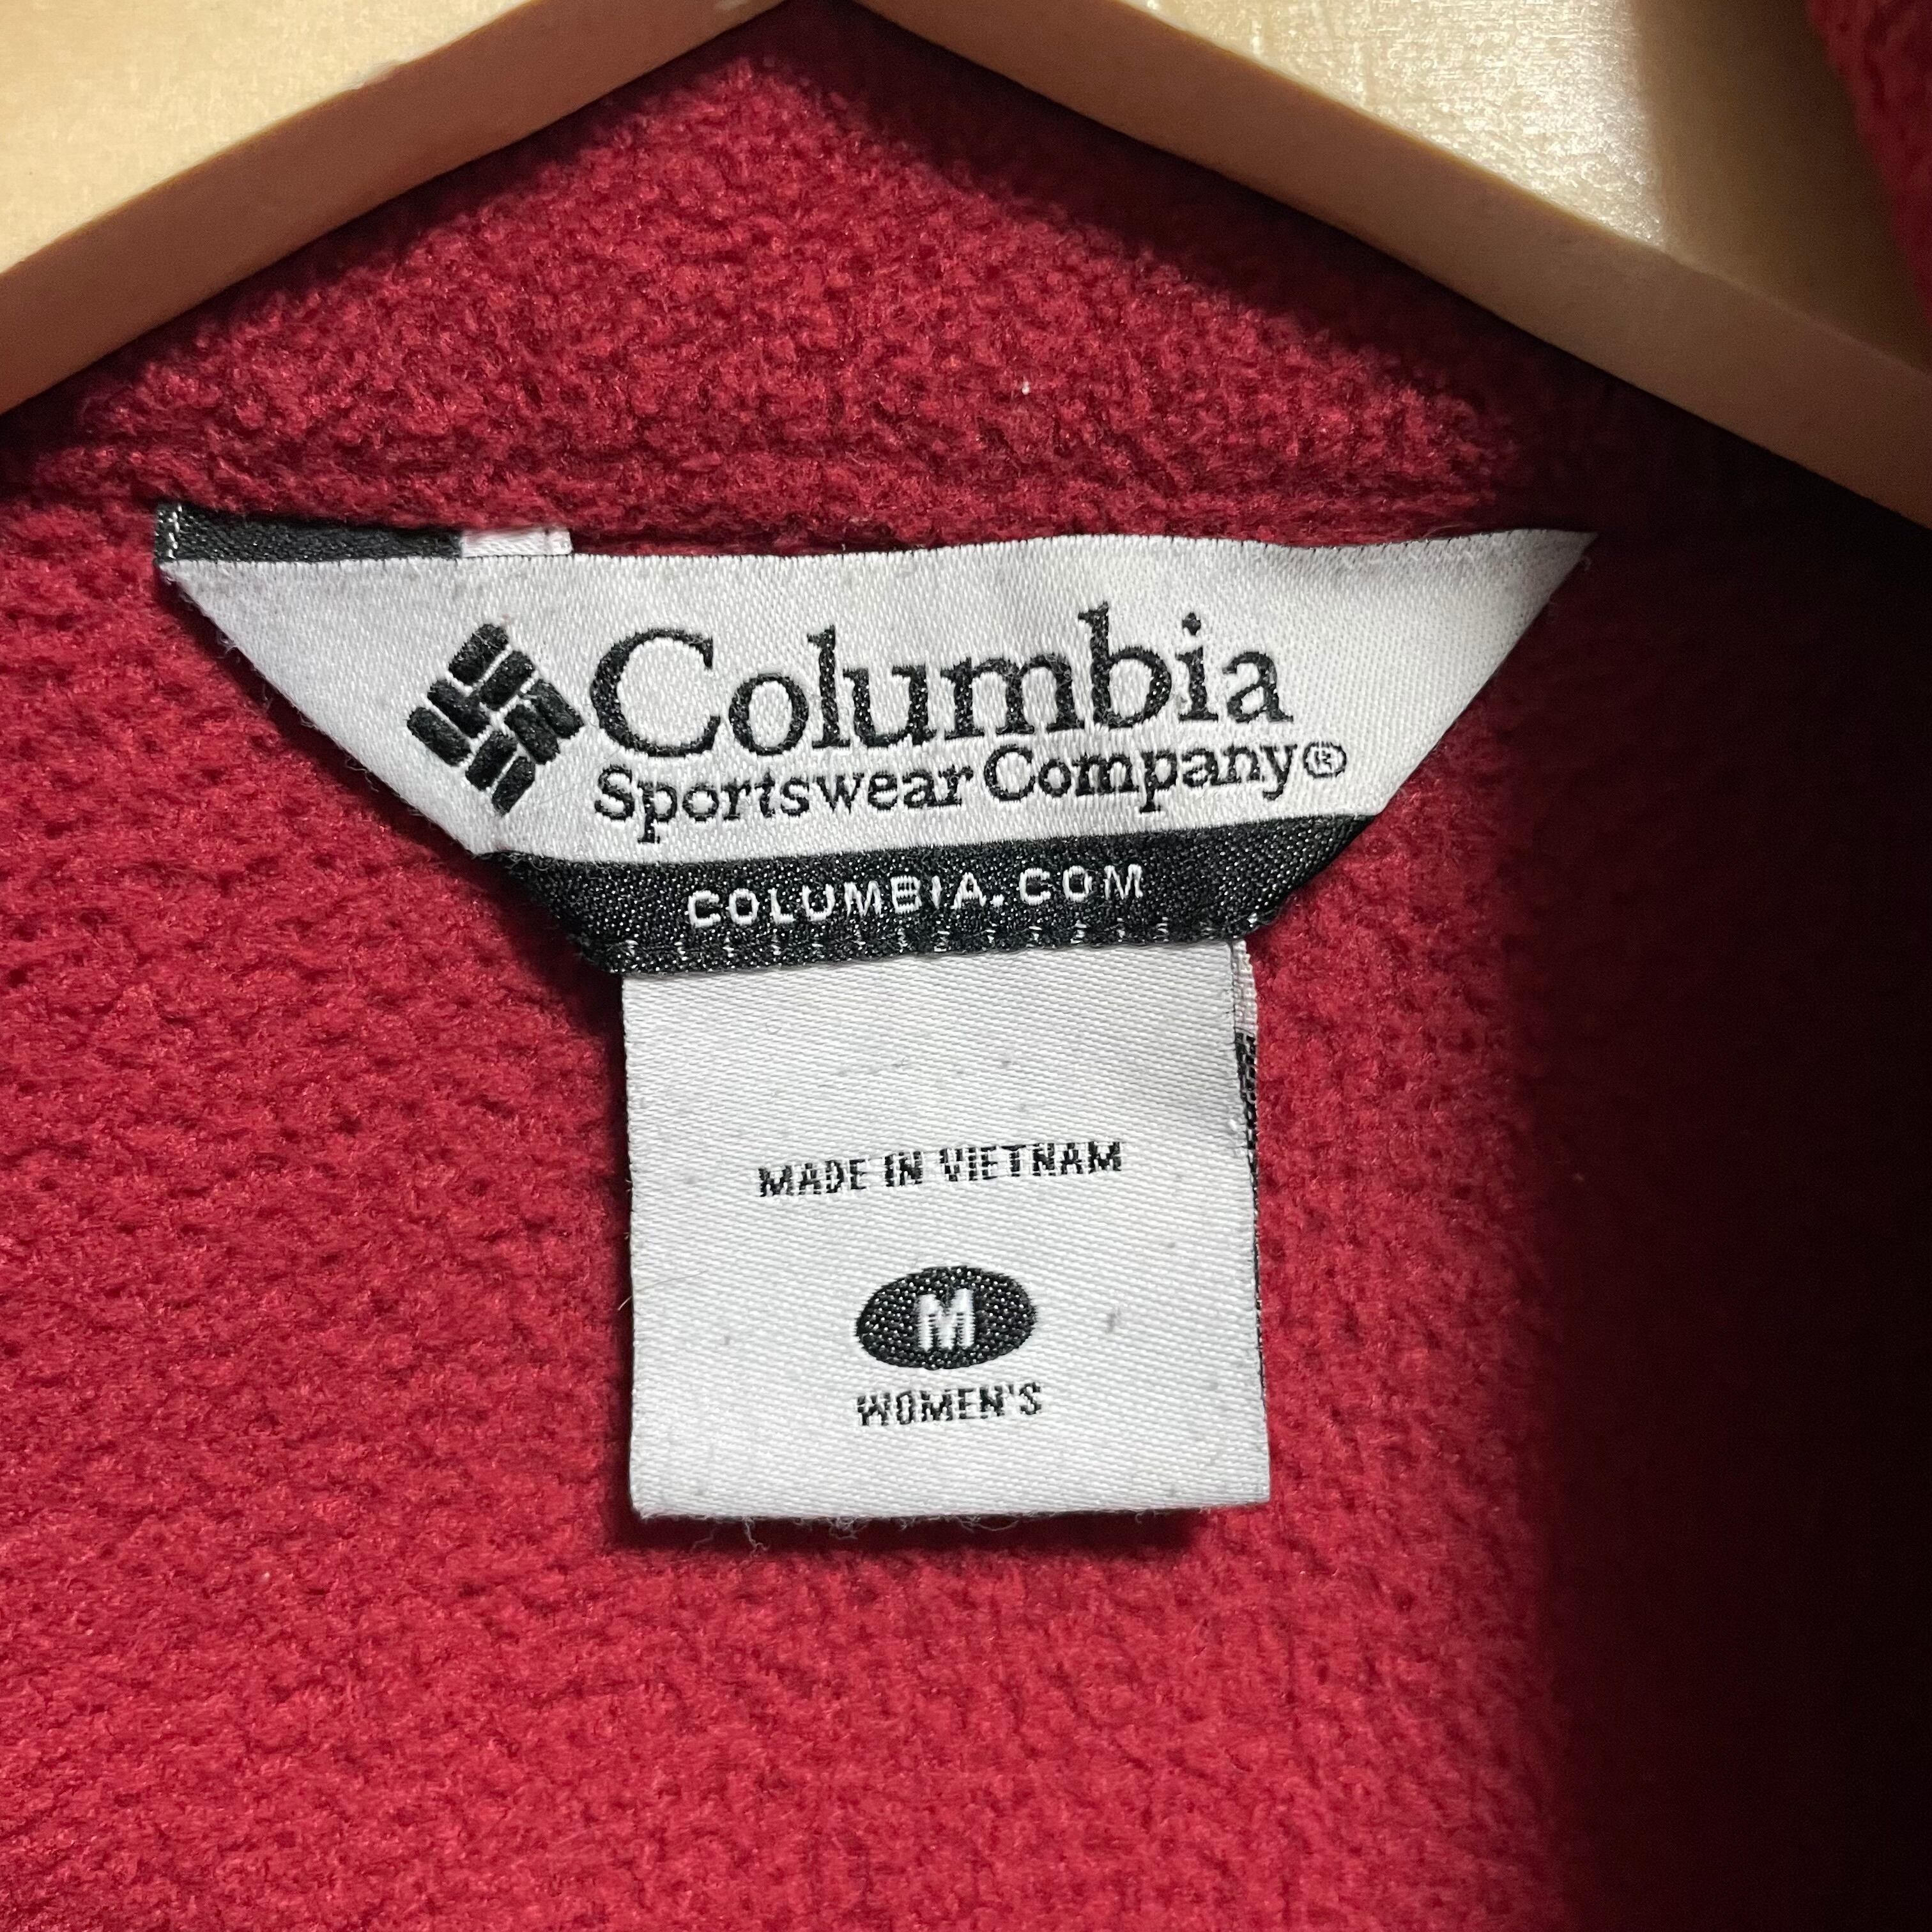 Columbia
Sportswear Company®
COLUMBIA.COM
MADE IN VIETNAM
M
WOMEN'S